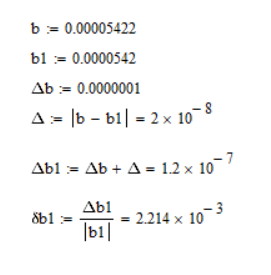 b := 0.00005422
b1 := 0.0000542
Δb := 0.0000001
Δ := |b − b1| = 2 × 10⁻⁸
Δb1 := Δb + Δ = 1.2 × 10⁻⁷
δb1 := Δb1 / |b1| = 2.214 × 10⁻³